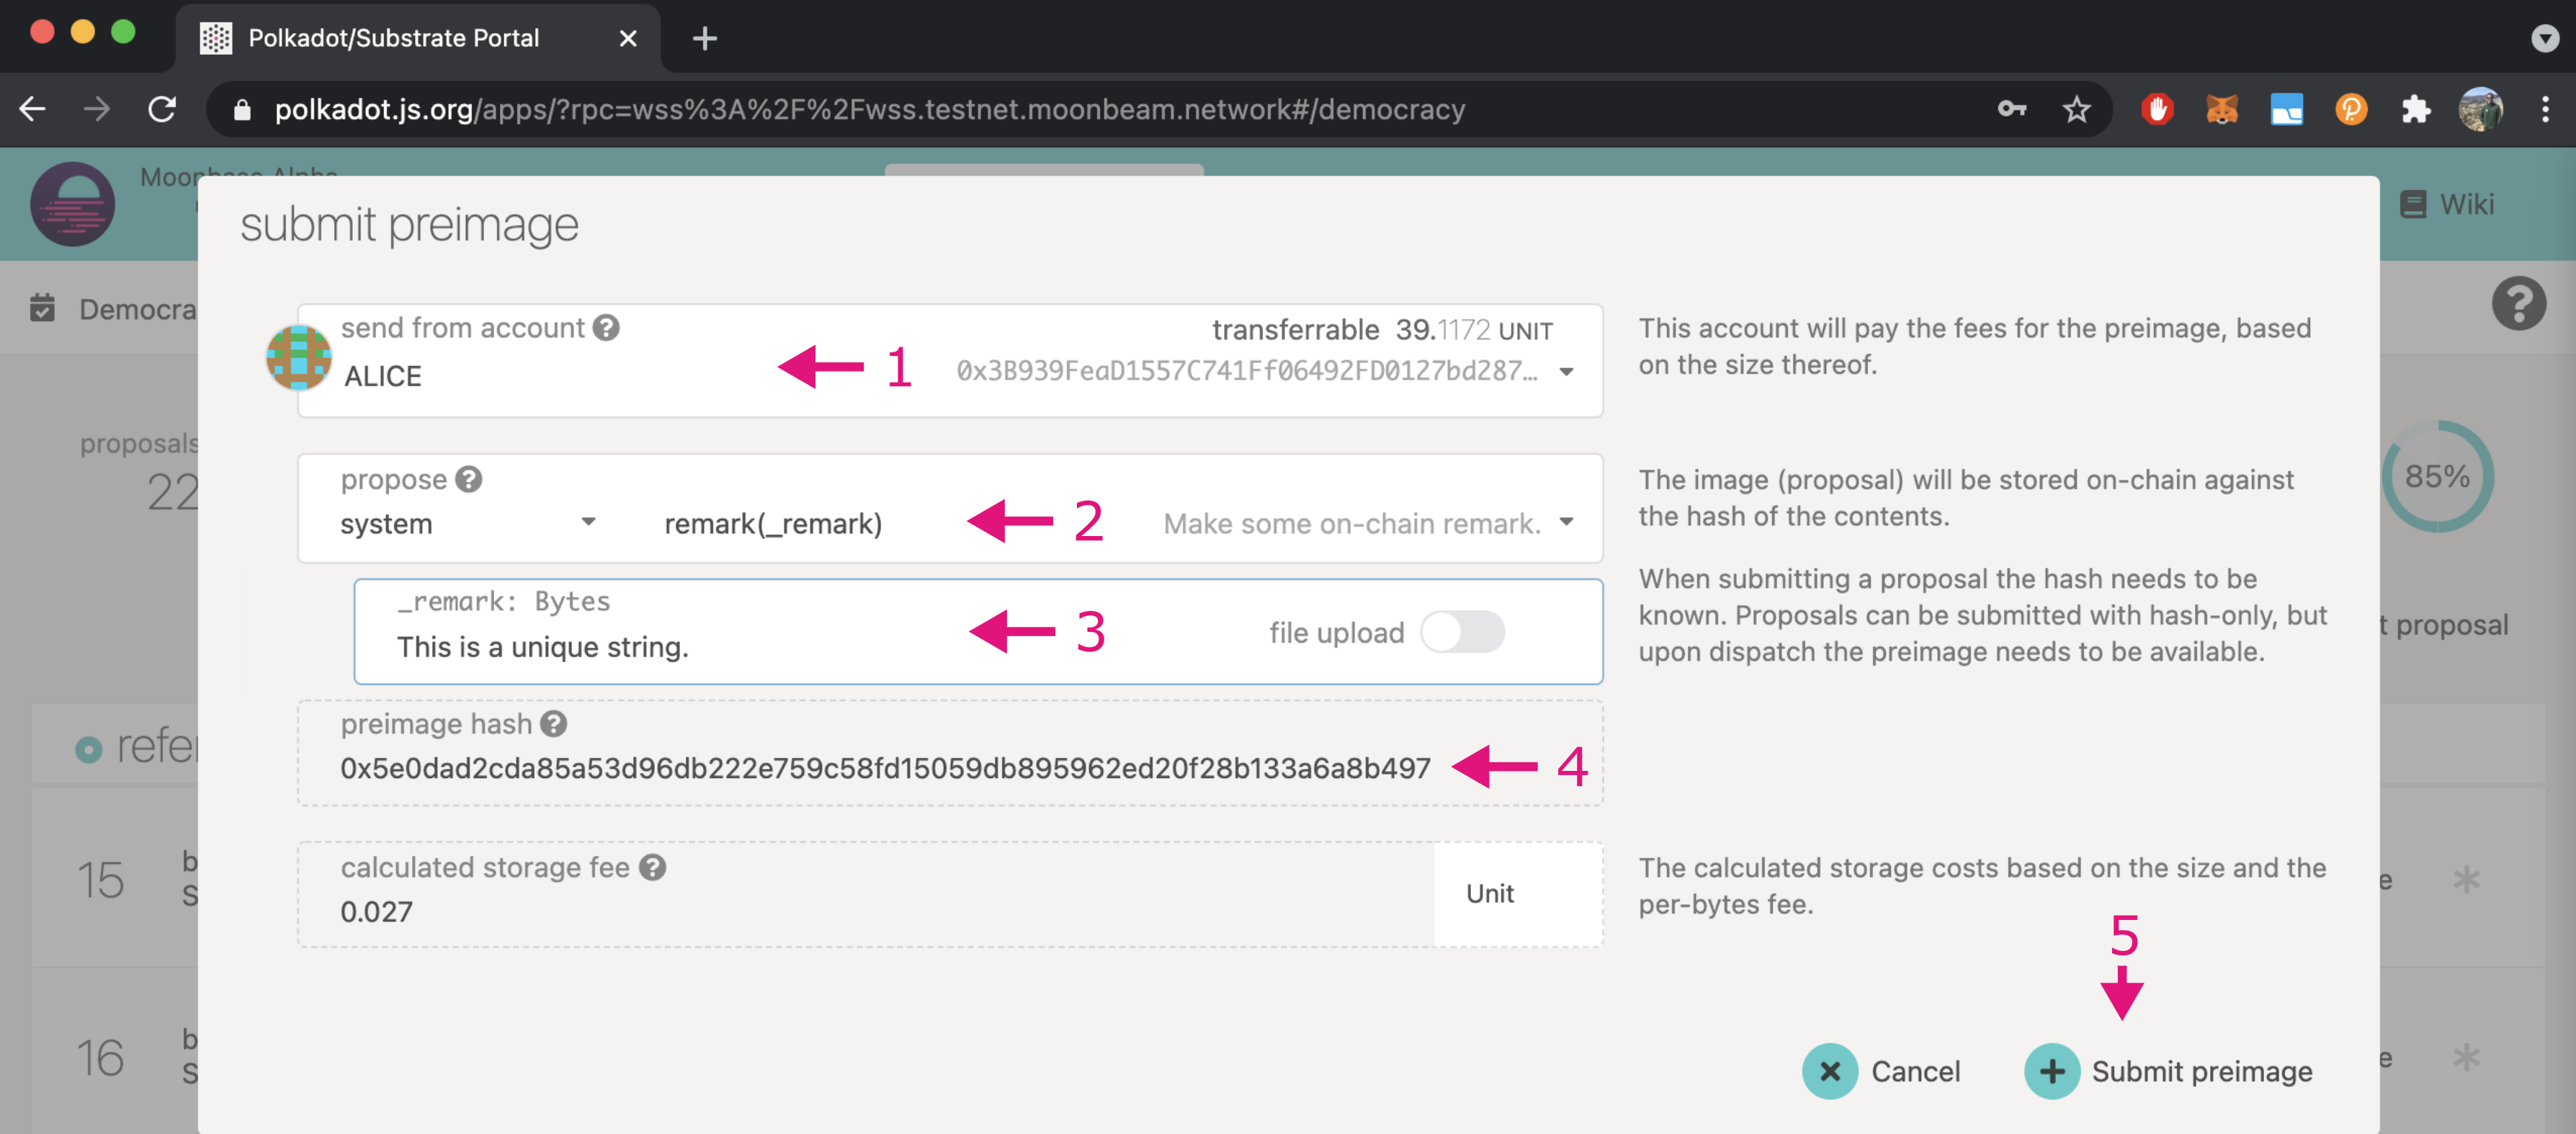 Polkadot/Substrate Portal
polkadot.js.org/apps/?rpc=wss%3A%2F%2Fwss.testnet.moonbeam.network#/democracy
Moonbase Alpha
Wiki
submit preimage
Democra
send from account
transferrable 39.1172 UNIT
ALICE
1
0x3B939FeaD1557C741Ff06492FD0127bd287...
This account will pay the fees for the preimage, based
on the size thereof.
proposals
22
propose
system
remark(_remark)
2
Make some on-chain remark.
The image (proposal) will be stored on-chain against
the hash of the contents.
85%
_remark: Bytes
This is a unique string.
3
file upload
When submitting a proposal the hash needs to be
known. Proposals can be submitted with hash-only, but
upon dispatch the preimage needs to be available.
t proposal
refe
preimage hash
0x5e0dad2cda85a53d96db222e759c58fd15059db895962ed20f28b133a6a8b497
4
15
b
S
calculated storage fee
0.027
Unit
The calculated storage costs based on the size and the
per-bytes fee.
e
5
16
b
S
Cancel
Submit preimage
e